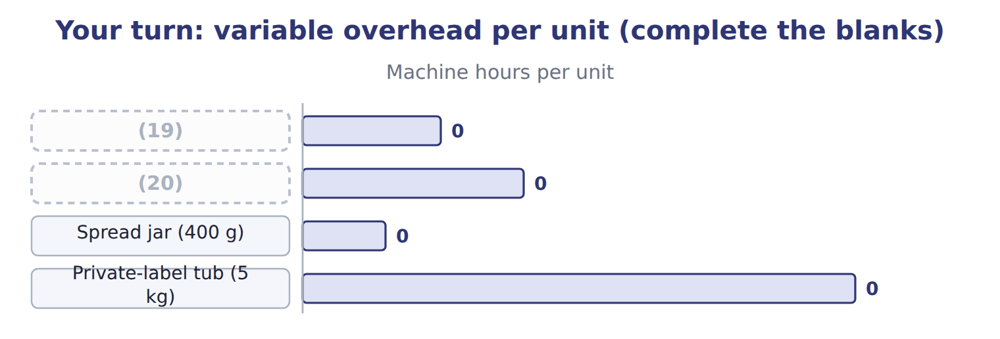 Your turn: variable overhead per unit (complete the blanks)
Machine hours per unit
(19)
0
(20)
0
Spread jar (400 g)
0
Private-label tub (5
kg)
0